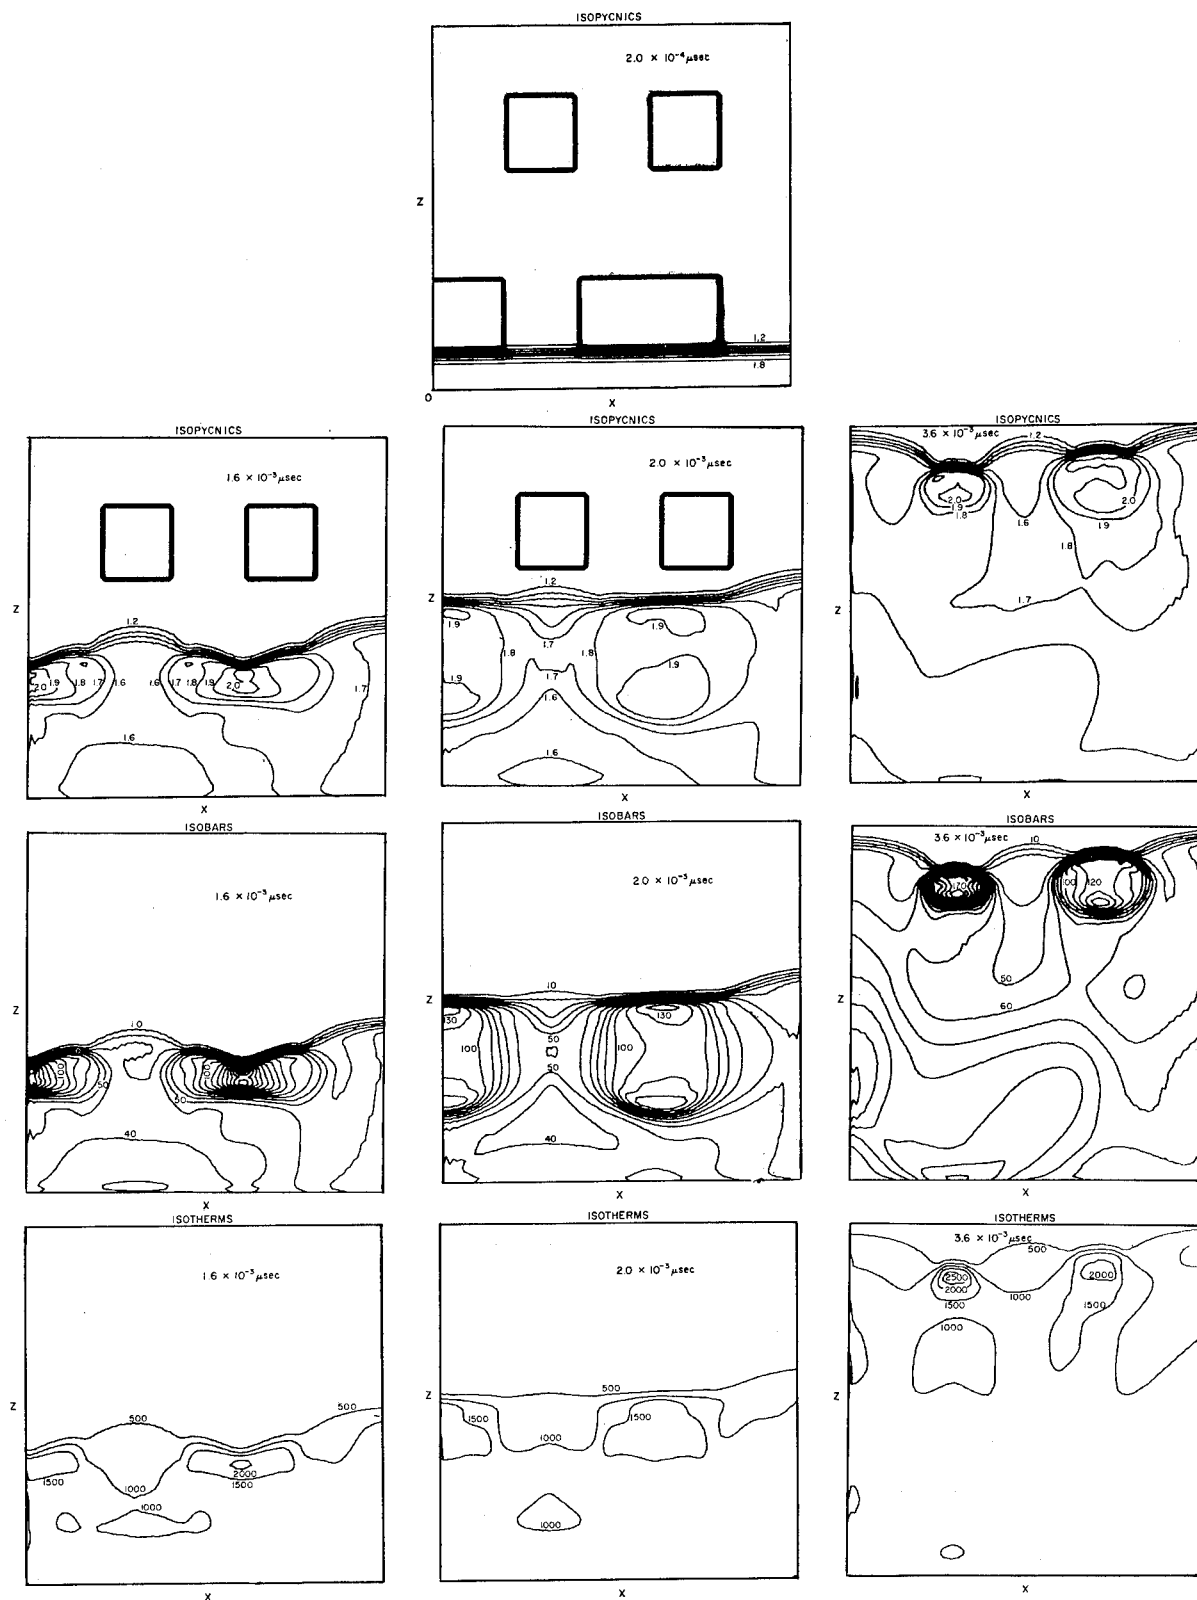 ISOPYCNICS
2.0 × 10⁻⁴ μsec
Z
1.2
1.8
O
X
ISOPYCNICS
1.6 × 10⁻³ μsec
Z
1.2
2.0 1.9 1.8 1.7 1.6 1.6 1.7 1.8 1.9 2.0 1.7
1.6
X
ISOPYCNICS
2.0 × 10⁻³ μsec
Z
1.2
1.9 1.9
1.7
1.8 1.8
1.9 1.7 1.9
1.6
1.6
X
ISOPYCNICS
3.6 × 10⁻³ μsec
1.2
2.0 2.0
1.9
1.8 1.6 1.9
1.8
1.7
Z
X
ISOBARS
1.6 × 10⁻³ μsec
Z
10
100 100
50 50
40
X
ISOBARS
2.0 × 10⁻³ μsec
Z
10
130 130
50
100 100
50
40
X
ISOBARS
3.6 × 10⁻³ μsec
10
170 100 120
50
60
Z
X
ISOTHERMS
1.6 × 10⁻³ μsec
Z
500 500
1500 1000 2000
1500
1000
X
ISOTHERMS
2.0 × 10⁻³ μsec
Z
500
1500 1500
1000
1000
X
ISOTHERMS
3.6 × 10⁻³ μsec
500
2500 2000
2000
1500 1000 1500
1000
Z
X